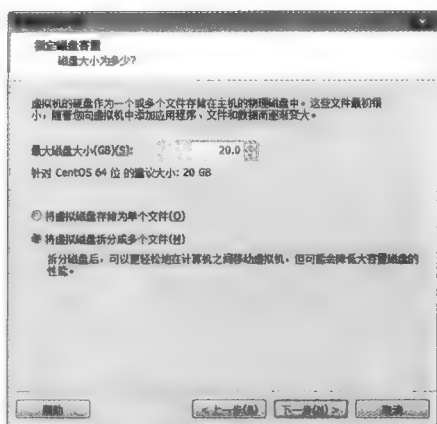 指定磁盘容量
磁盘大小为多少?
虚拟机的硬盘作为一个或多个文件存储在主机的物理磁盘中。这些文件最初很
小，随着您向虚拟机中添加应用程序、文件和数据而逐渐变大。
最大磁盘大小(GB)(S): 20.0
针对 CentOS 64 位 的建议大小: 20 GB
将虚拟磁盘存储为单个文件(O)
将虚拟磁盘拆分成多个文件(M)
拆分磁盘后，可以更轻松地在计算机之间移动虚拟机，但可能会降低大容量磁盘的
性能。
帮助 < 上一步(B) 下一步(N) > 取消